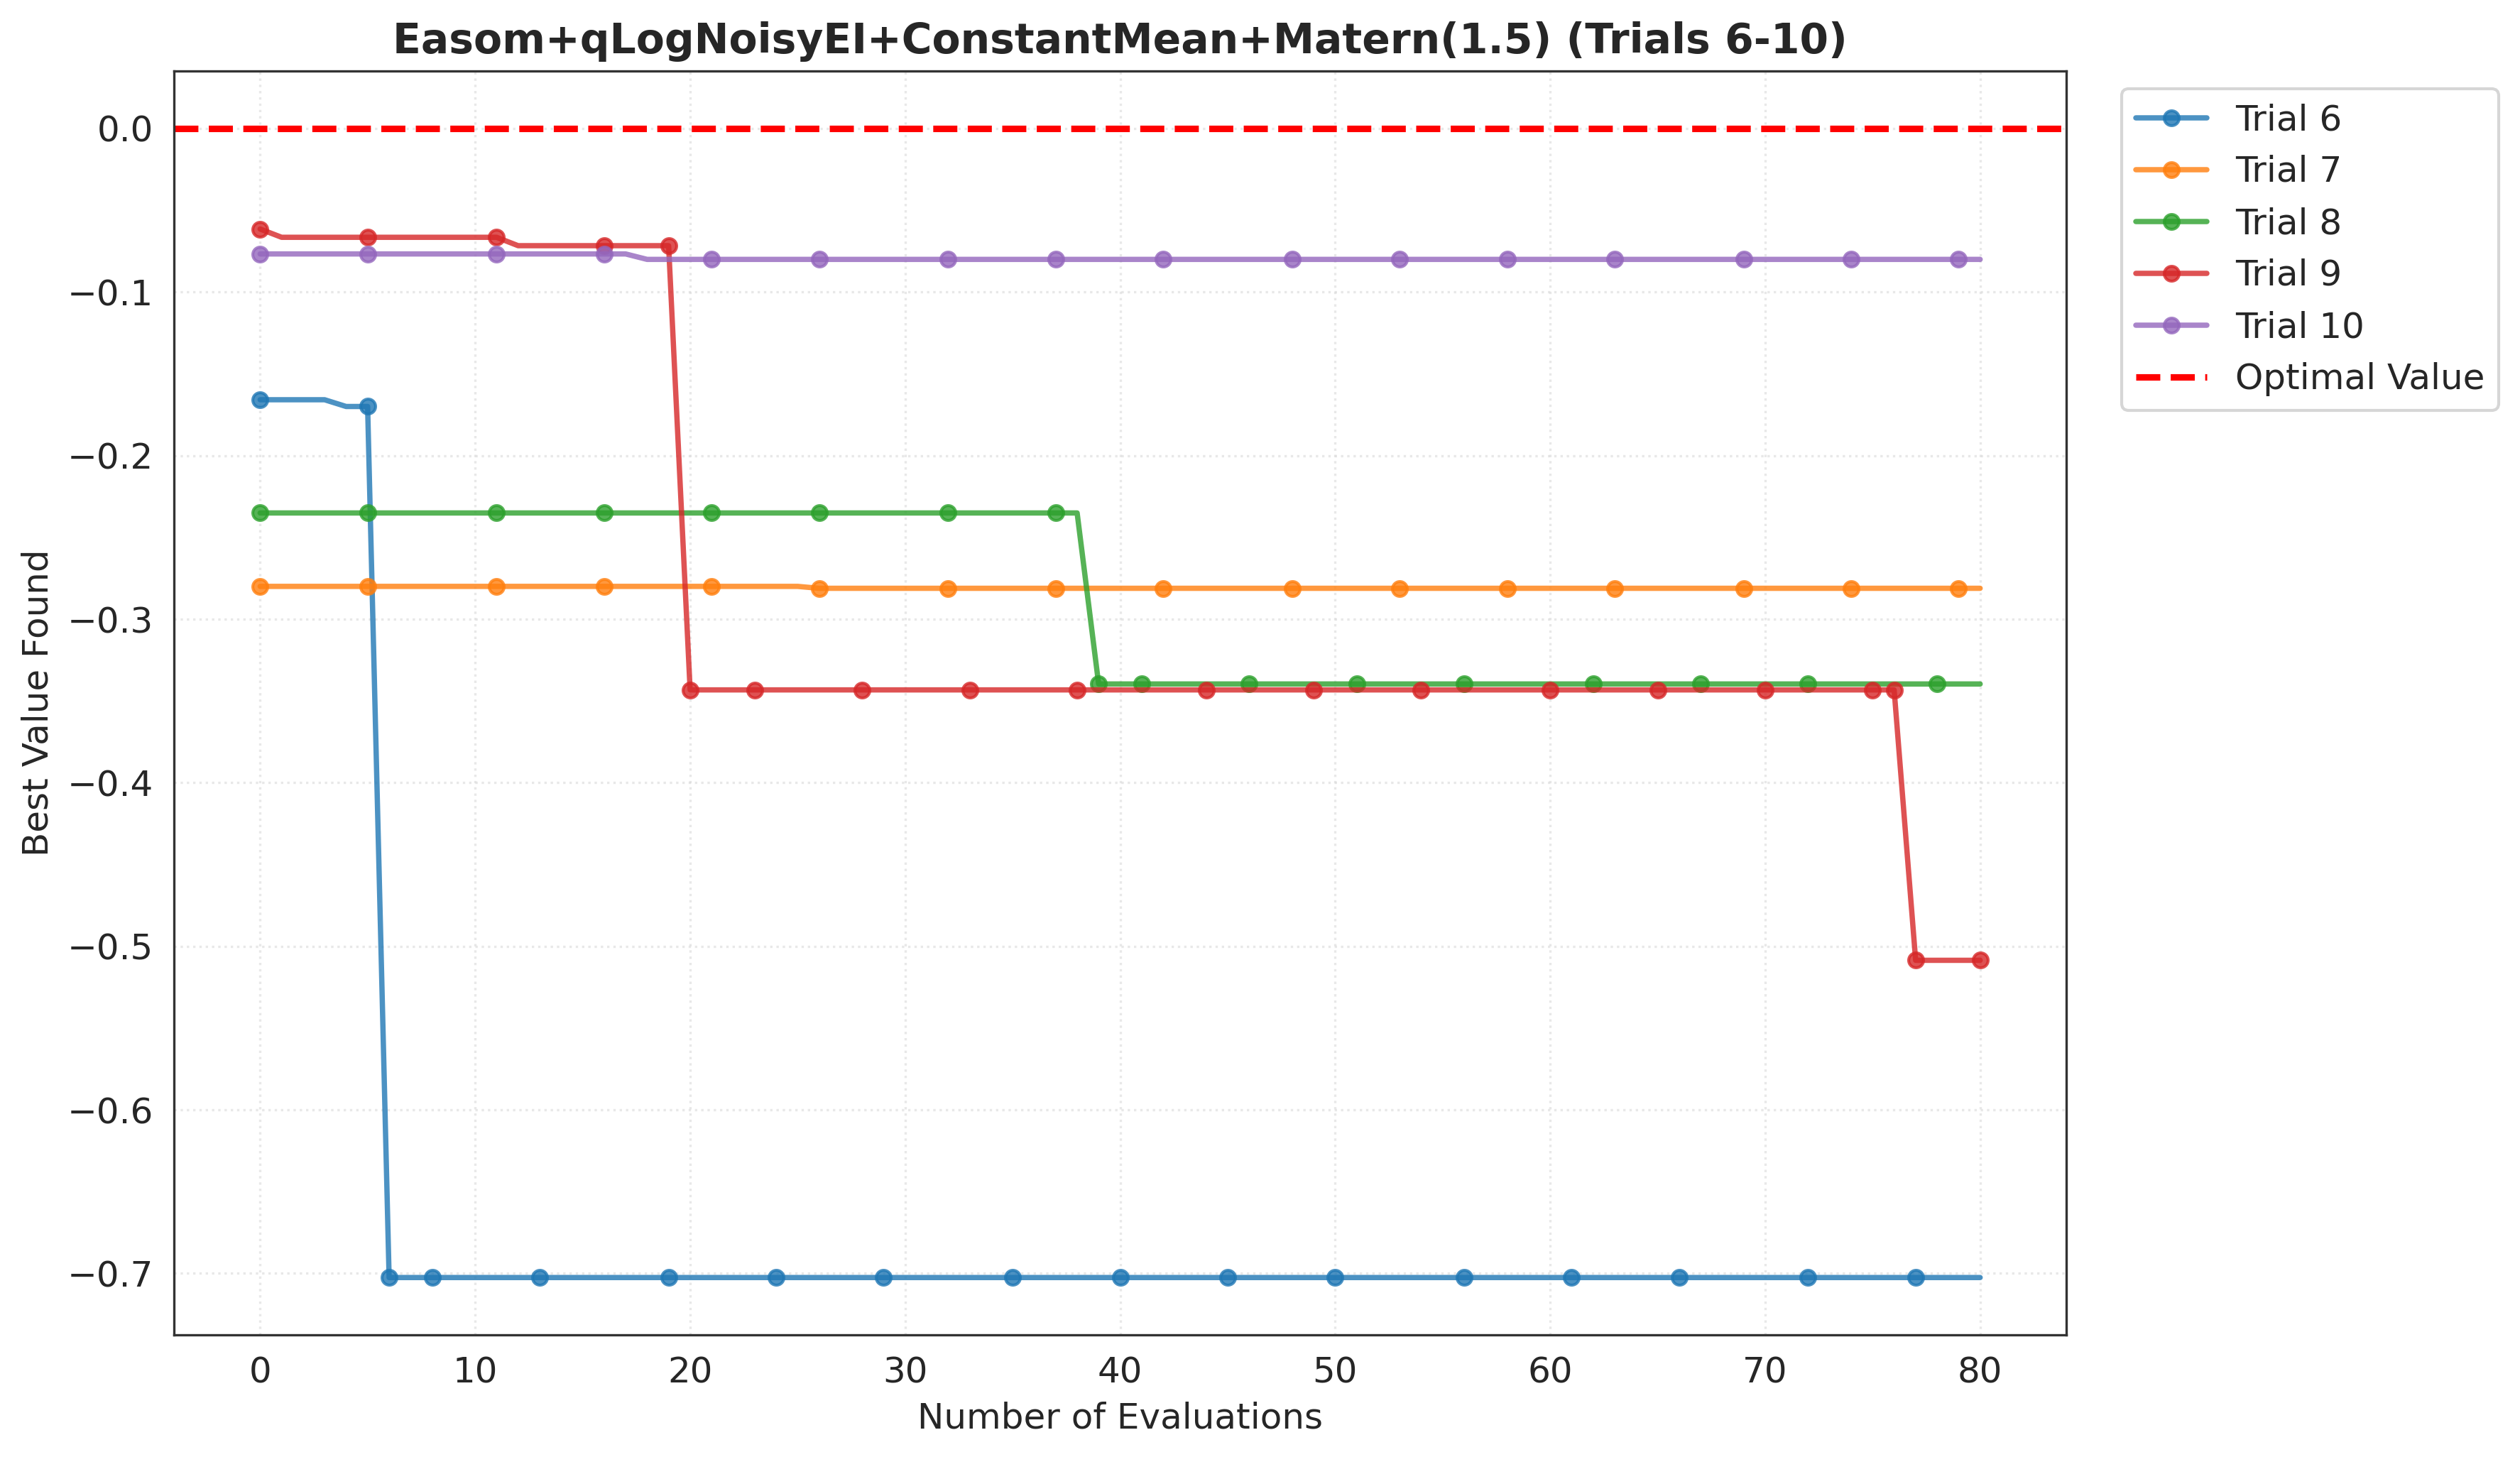 Easom+qLogNoisyEI+ConstantMean+Matern(1.5) (Trials 6-10)
Trial 6
Trial 7
Trial 8
Trial 9
Trial 10
Optimal Value
Best Value Found
0.0
−0.1
−0.2
−0.3
−0.4
−0.5
−0.6
−0.7
0 10 20 30 40 50 60 70 80
Number of Evaluations